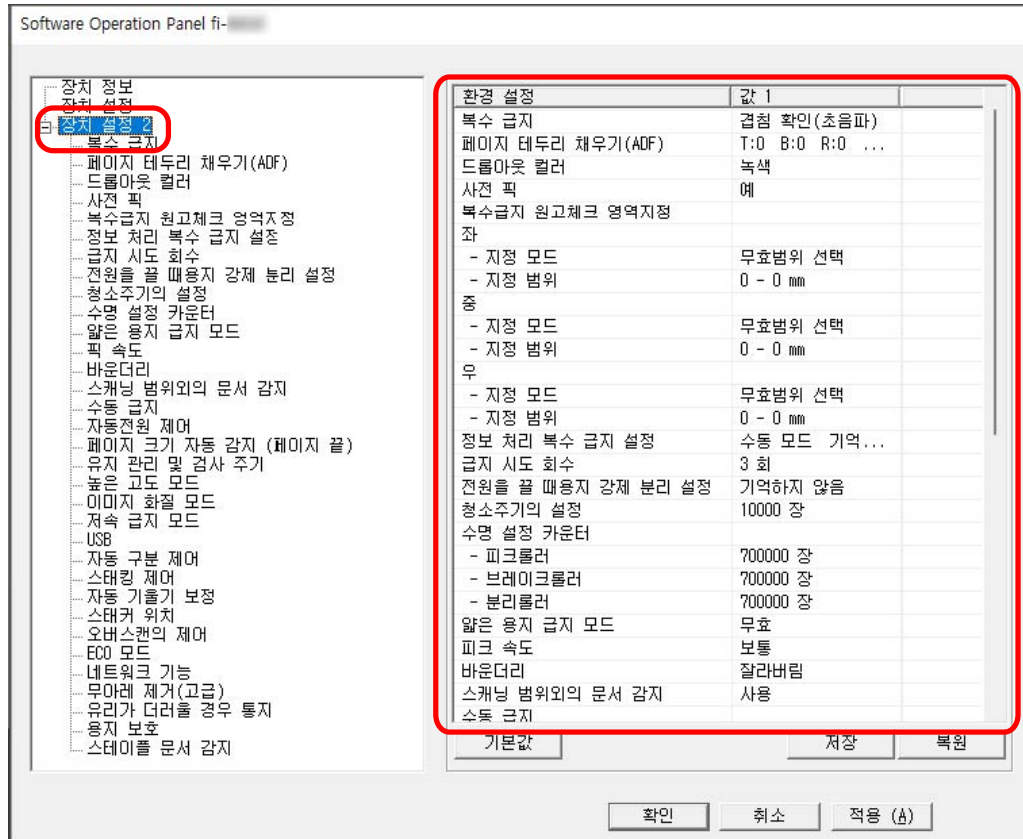 Software Operation Panel fi-
장치 정보
장치 설정
장치 설정 2
복수 급지
페이지 테두리 채우기(ADF)
드롭아웃 컬러
사전 픽
복수급지 원고체크 영역지정
정보 처리 복수 급지 설정
급지 시도 회수
전원을 끌 때용지 강제 분리 설정
청소주기의 설정
수명 설정 카운터
얇은 용지 급지 모드
픽 속도
바운더리
스캐닝 범위외의 문서 감지
수동 급지
자동전원 제어
페이지 크기 자동 감지 (페이지 끝)
유지 관리 및 검사 주기
높은 고도 모드
이미지 화질 모드
저속 급지 모드
USB
자동 구분 제어
스태킹 제어
자동 기울기 보정
스태커 위치
오버스캔의 제어
ECO 모드
네트워크 기능
무아레 제거(고급)
유리가 더러울 경우 통지
용지 보호
스테이플 문서 감지
환경 설정 값 1
복수 급지 겹침 확인(초음파)
페이지 테두리 채우기(ADF) T:0 B:0 R:0 ...
드롭아웃 컬러 녹색
사전 픽 예
복수급지 원고체크 영역지정
좌
- 지정 모드 무효범위 선택
- 지정 범위 0 - 0 mm
중
- 지정 모드 무효범위 선택
- 지정 범위 0 - 0 mm
우
- 지정 모드 무효범위 선택
- 지정 범위 0 - 0 mm
정보 처리 복수 급지 설정 수동 모드 기억...
급지 시도 회수 3 회
전원을 끌 때용지 강제 분리 설정 기억하지 않음
청소주기의 설정 10000 장
수명 설정 카운터
- 피크롤러 700000 장
- 브레이크롤러 700000 장
- 분리롤러 700000 장
얇은 용지 급지 모드 무효
피크 속도 보통
바운더리 잘라버림
스캐닝 범위외의 문서 감지 사용
수동 급지
기본값 저장 복원
확인 취소 적용 (A)